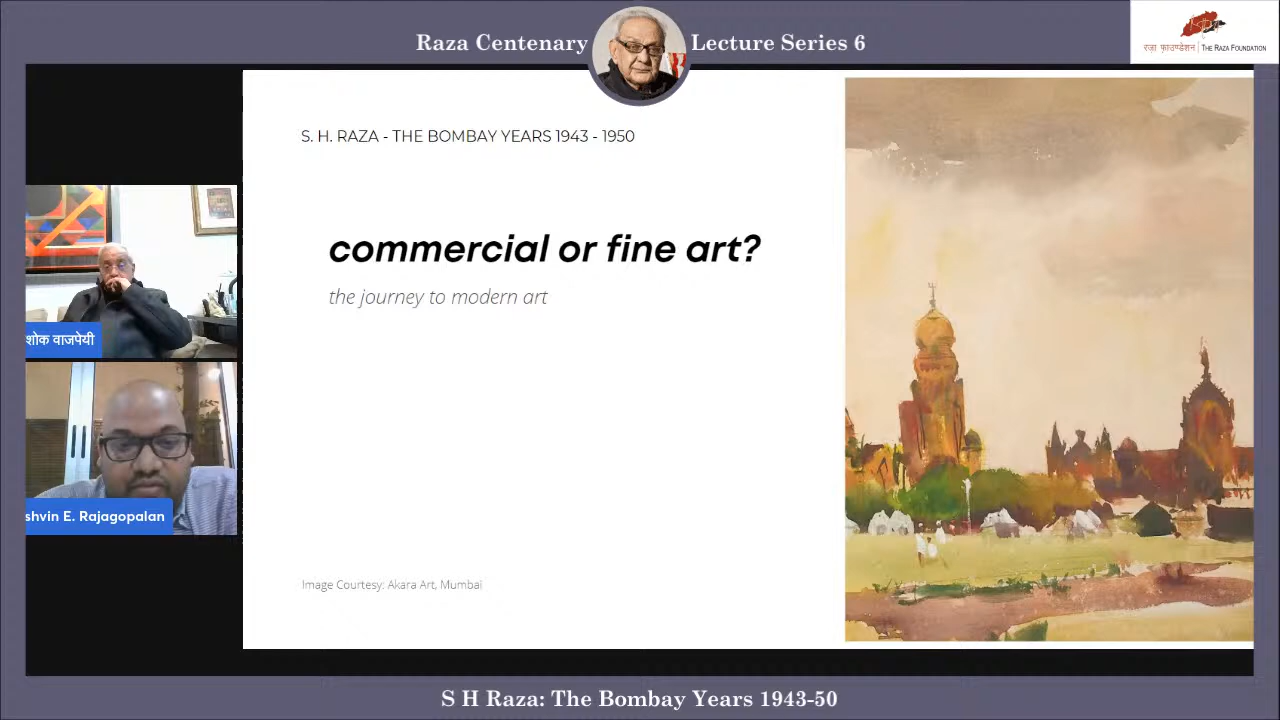 Raza Centenary Lecture Series 6
रज़ा फ़ाउण्डेशन | THE RAZA FOUNDATION
S. H. RAZA - THE BOMBAY YEARS 1943 - 1950
commercial or fine art?
the journey to modern art
शोक वाजपेयी
shvin E. Rajagopalan
Image Courtesy: Akara Art, Mumbai
S H Raza: The Bombay Years 1943-50